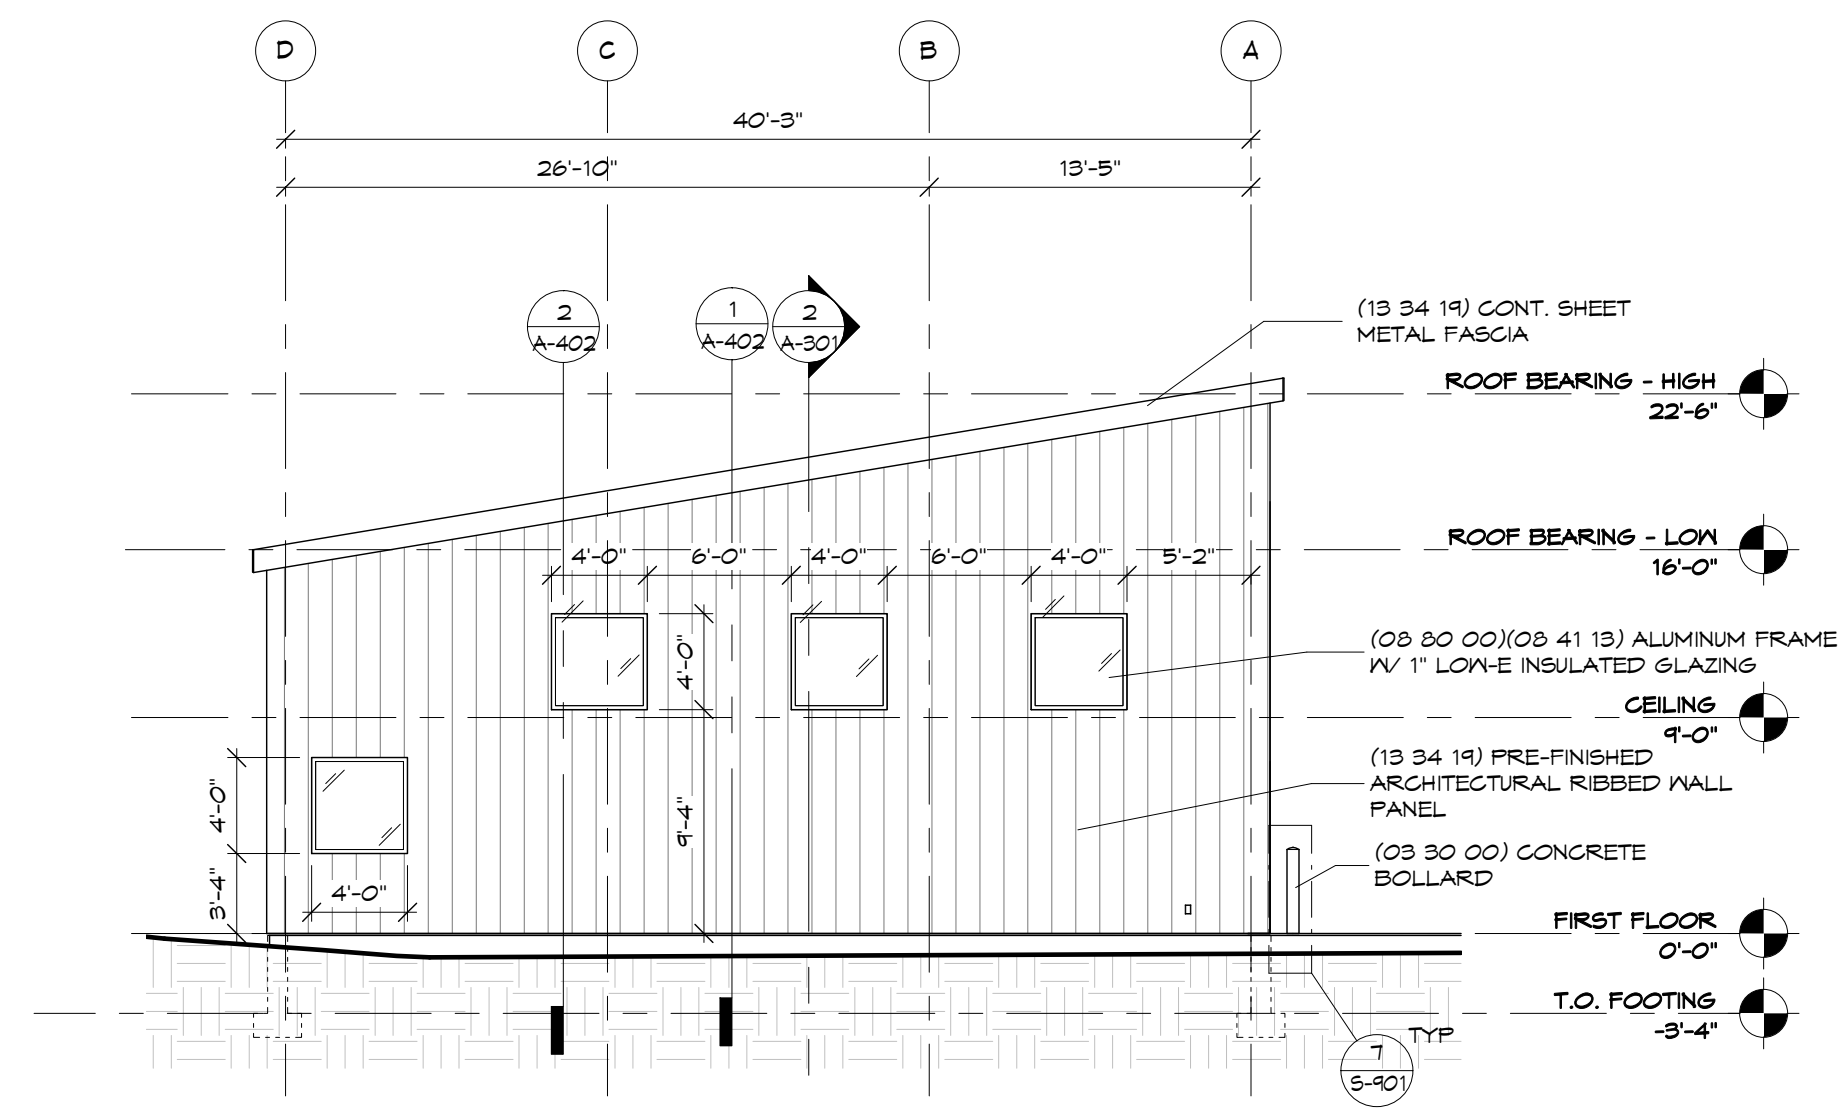 D
C
B
A
40'-3"
26'-10"
13'-5"
2
A-402
1
A-402
2
A-301
(13 34 19) CONT. SHEET
METAL FASCIA
ROOF BEARING - HIGH
22'-6"
ROOF BEARING - LOW
16'-0"
4'-0"
6'-0"
4'-0"
6'-0"
4'-0"
5'-2"
(08 80 00)(08 41 13) ALUMINUM FRAME
W/ 1" LOW-E INSULATED GLAZING
4'-0"
CEILING
9'-0"
(13 34 19) PRE-FINISHED
ARCHITECTURAL RIBBED WALL
PANEL
4'-0"
9'-4"
(03 30 00) CONCRETE
BOLLARD
3'-4"
4'-0"
FIRST FLOOR
0'-0"
T.O. FOOTING
-3'-4"
TYP
7
S-901